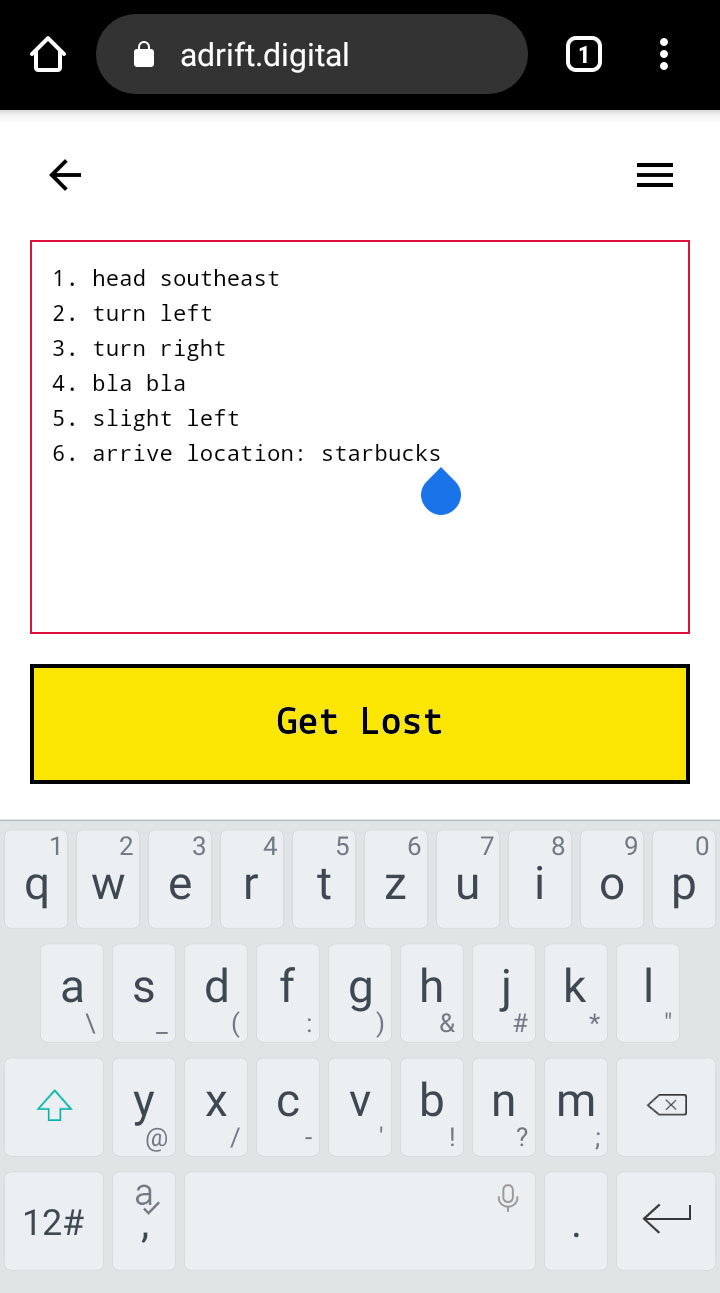 adrift.digital
1
1. head southeast
2. turn left
3. turn right
4. bla bla
5. slight left
6. arrive location: starbucks
Get Lost
1 2 3 4 5 6 7 8 9 0
q w e r t z u i o p
a s d f g h j k l
\ _ ( : ) & # * "
y x c v b n m
@ / - ' ! ? ;
12# a , .